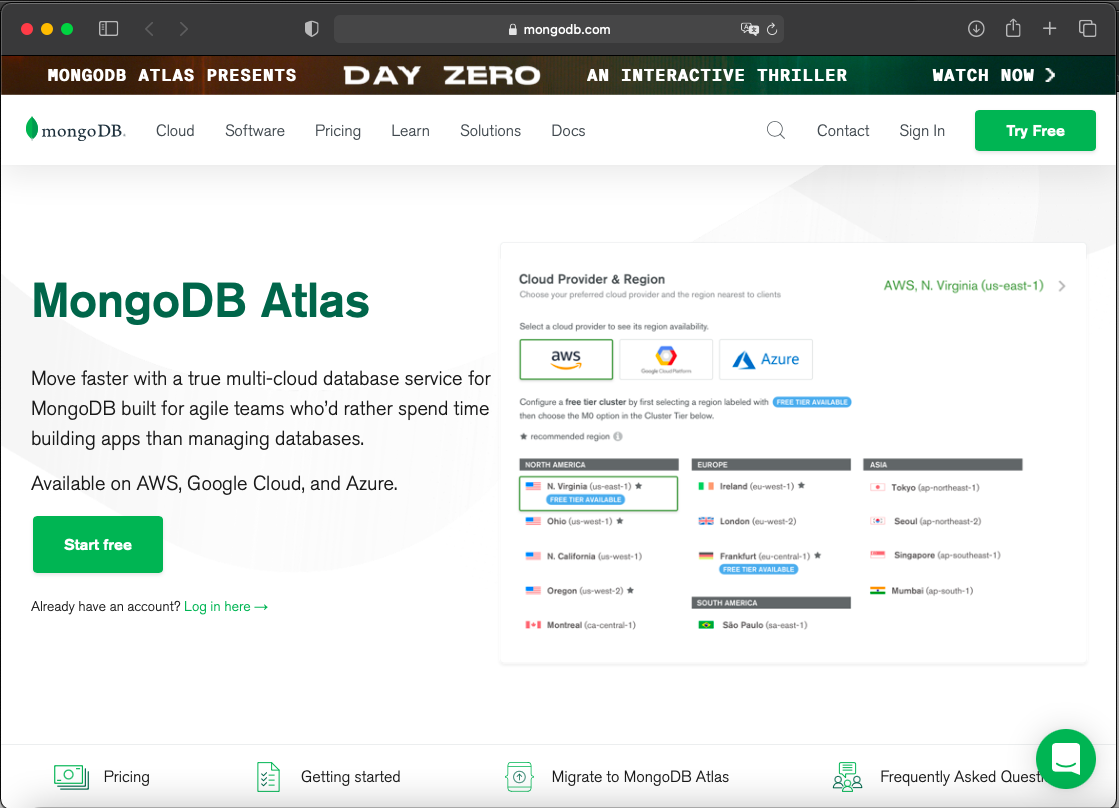 mongodb.com
MONGODB ATLAS PRESENTS DAY ZERO AN INTERACTIVE THRILLER WATCH NOW
mongoDB. Cloud Software Pricing Learn Solutions Docs Contact Sign In Try Free
MongoDB Atlas
Move faster with a true multi-cloud database service for
MongoDB built for agile teams who'd rather spend time
building apps than managing databases.
Available on AWS, Google Cloud, and Azure.
Start free
Already have an account? Log in here →
Cloud Provider & Region
AWS, N. Virginia (us-east-1)
Choose your preferred cloud provider and the region nearest to clients
Select a cloud provider to see its region availability.
aws
Google Cloud Platform
Azure
Configure a free tier cluster by first selecting a region labeled with FREE TIER AVAILABLE
then choose the M0 option in the Cluster Tier below.
★ recommended region
NORTH AMERICA
N. Virginia (us-east-1) ★
FREE TIER AVAILABLE
Ohio (us-west-1) ★
N. California (us-west-1)
Oregon (us-west-2) ★
Montreal (ca-central-1)
EUROPE
Ireland (eu-west-1) ★
London (eu-west-2)
Frankfurt (eu-central-1) ★
FREE TIER AVAILABLE
SOUTH AMERICA
São Paulo (sa-east-1)
ASIA
Tokyo (ap-northeast-1)
Seoul (ap-northeast-2)
Singapore (ap-southeast-1)
Mumbai (ap-south-1)
Pricing Getting started Migrate to MongoDB Atlas Frequently Asked Questi